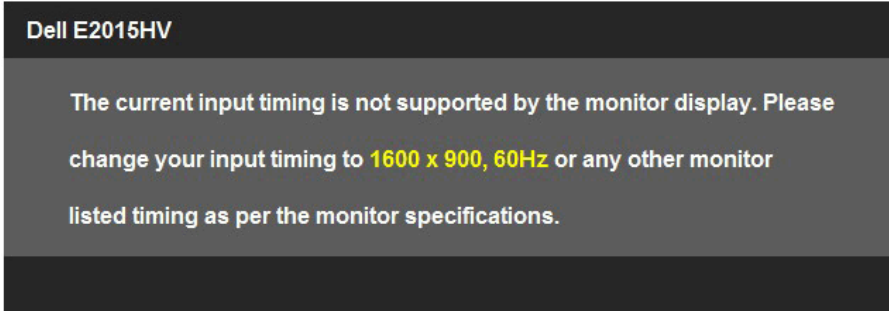 Dell E2015HV
The current input timing is not supported by the monitor display. Please
change your input timing to 1600 x 900, 60Hz or any other monitor
listed timing as per the monitor specifications.